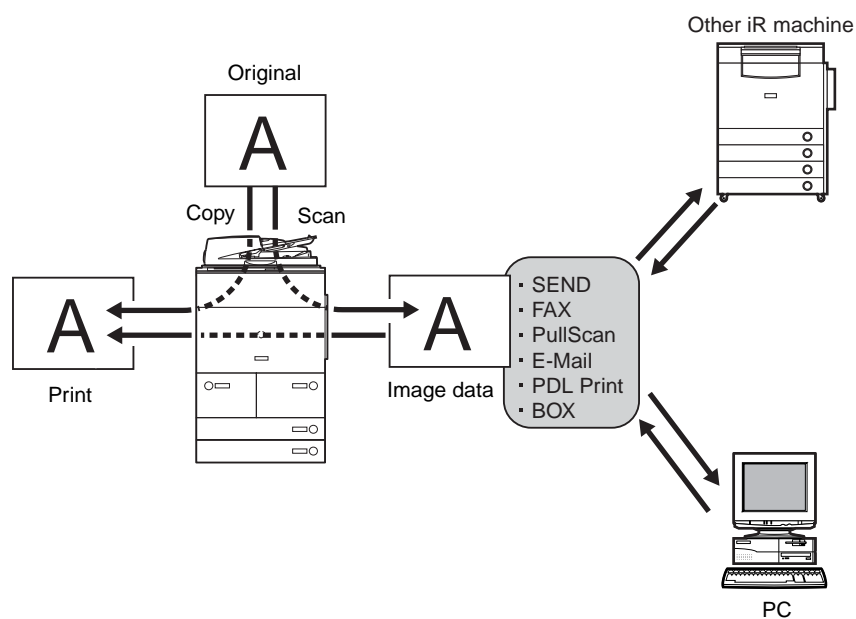 Other iR machine
Original
A
Copy
Scan
A
Print
A
Image data
· SEND
· FAX
· PullScan
· E-Mail
· PDL Print
· BOX
PC